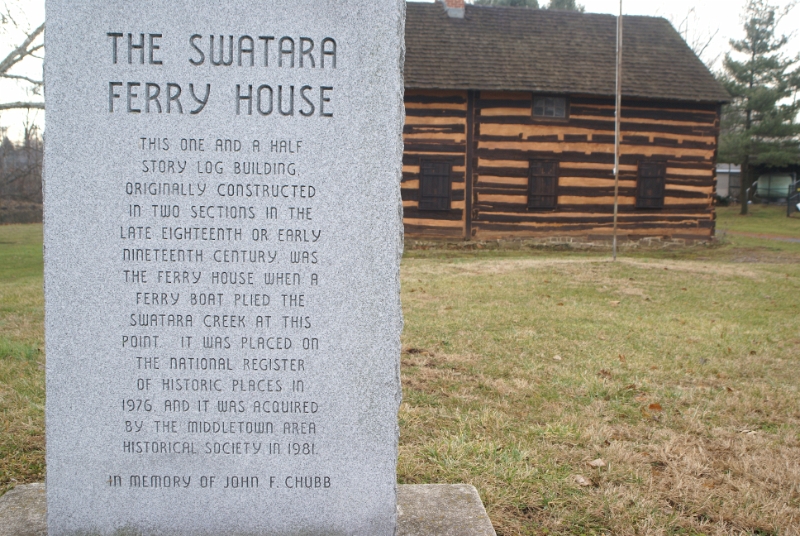 THE SWATARA
FERRY HOUSE
THIS ONE AND A HALF
STORY LOG BUILDING,
ORIGINALLY CONSTRUCTED
IN TWO SECTIONS IN THE
LATE EIGHTEENTH OR EARLY
NINETEENTH CENTURY, WAS
THE FERRY HOUSE WHEN A
FERRY BOAT PLIED THE
SWATARA CREEK AT THIS
POINT. IT WAS PLACED ON
THE NATIONAL REGISTER
OF HISTORIC PLACES IN
1976, AND IT WAS ACQUIRED
BY THE MIDDLETOWN AREA
HISTORICAL SOCIETY IN 1981.
IN MEMORY OF JOHN F. CHUBB